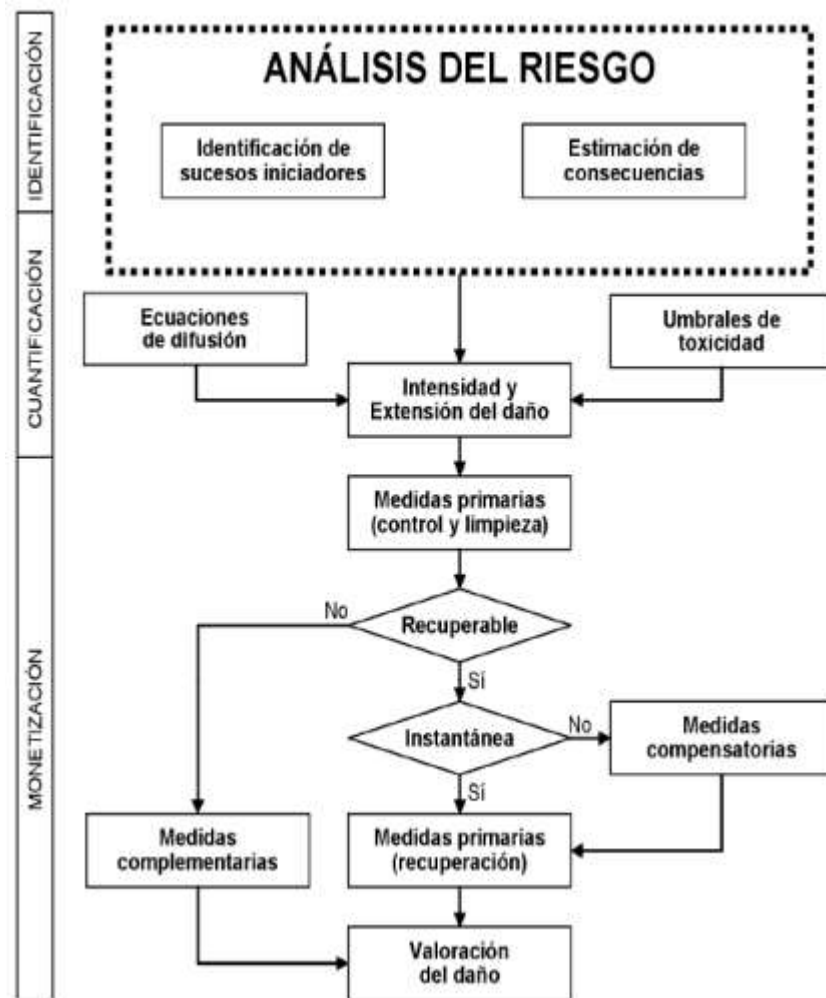 IDENTIFICACIÓN
ANÁLISIS DEL RIESGO
Identificación de
sucesos iniciadores
Estimación de
consecuencias
CUANTIFICACIÓN
Ecuaciones
de difusión
Umbrales de
toxicidad
Intensidad y
Extensión del daño
MONETIZACIÓN
Medidas primarias
(control y limpieza)
No
Recuperable
Sí
Instantánea
No
Medidas
compensatorias
Sí
Medidas
complementarias
Medidas primarias
(recuperación)
Valoración
del daño